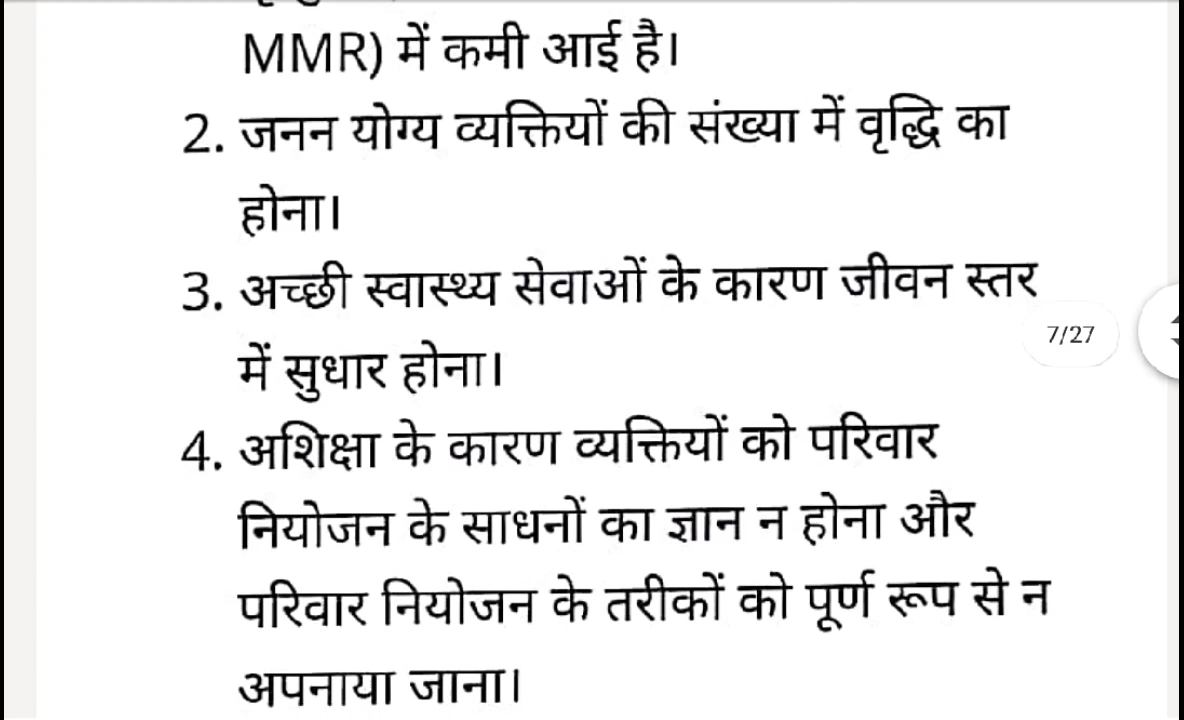 MMR) में कमी आई है।
2. जनन योग्य व्यक्तियों की संख्या में वृद्धि का
होना।
3. अच्छी स्वास्थ्य सेवाओं के कारण जीवन स्तर
में सुधार होना।
7/27
4. अशिक्षा के कारण व्यक्तियों को परिवार
नियोजन के साधनों का ज्ञान न होना और
परिवार नियोजन के तरीकों को पूर्ण रूप से न
अपनाया जाना।